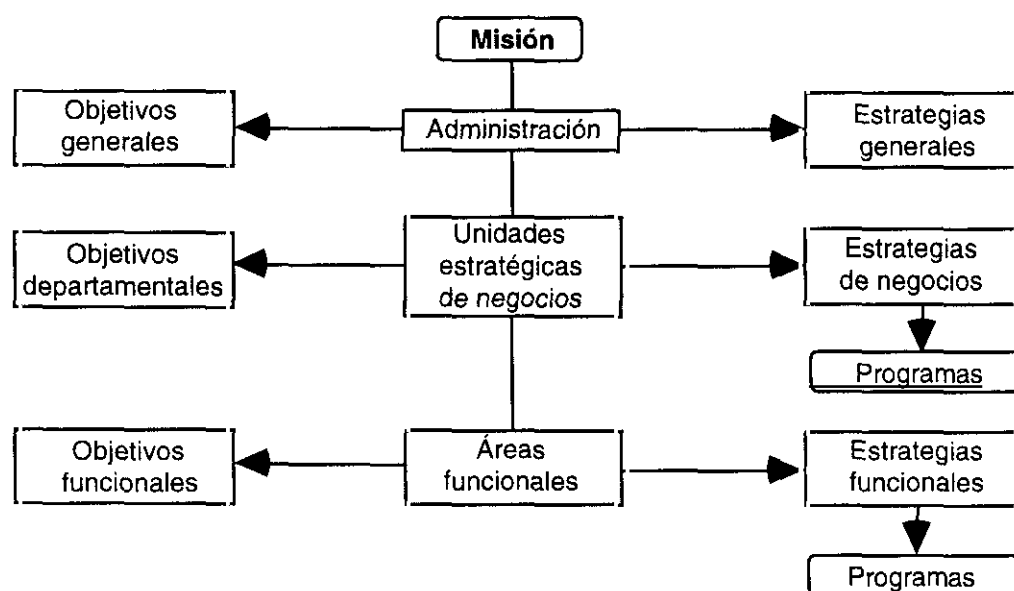 Misión
Objetivos
generales
Administración
Estrategias
generales
Objetivos
departamentales
Unidades
estratégicas
de negocios
Estrategias
de negocios
Programas
Objetivos
funcionales
Áreas
funcionales
Estrategias
funcionales
Programas